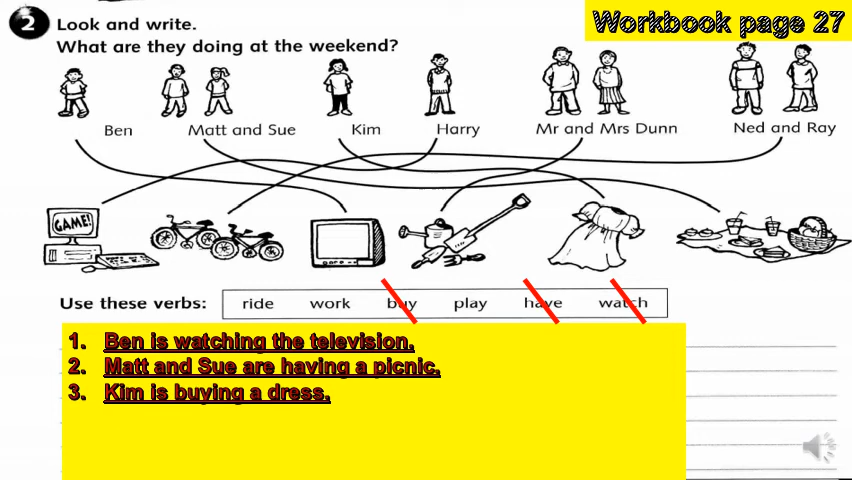 2 Look and write.
Workbook page 27
What are they doing at the weekend?
Ben Matt and Sue Kim Harry Mr and Mrs Dunn Ned and Ray
GAME!
Use these verbs: ride work buy play have watch
1. Ben is watching the television.
2. Matt and Sue are having a picnic.
3. Kim is buying a dress.